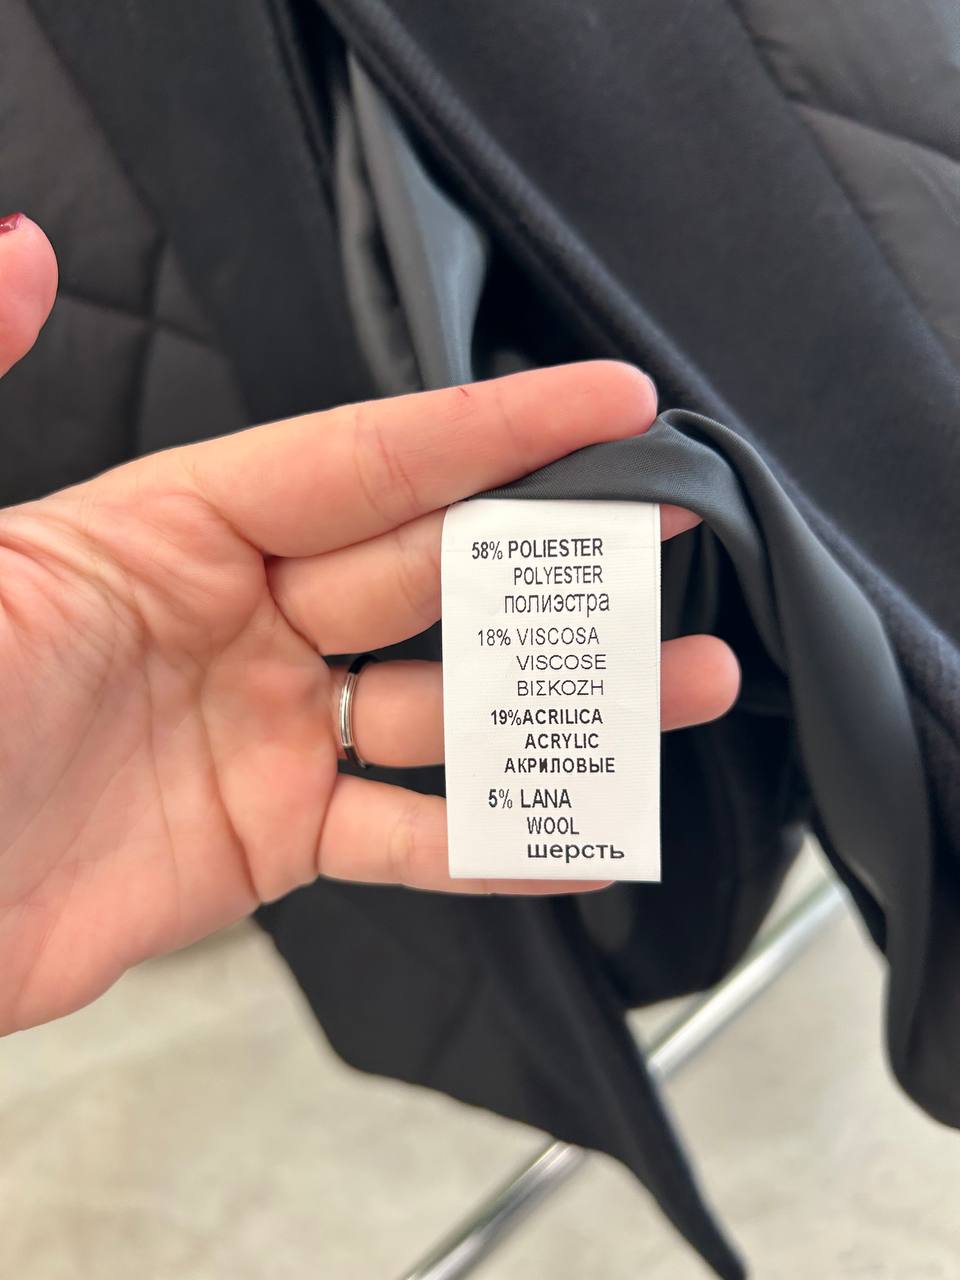 58% POLIESTER
POLYESTER
полиэстра
18% VISCOSA
VISCOSE
ΒΙΣΚΟΖΗ
19%ACRILICA
ACRYLIC
АКРИЛОВЫЕ
5% LANA
WOOL
шерсть